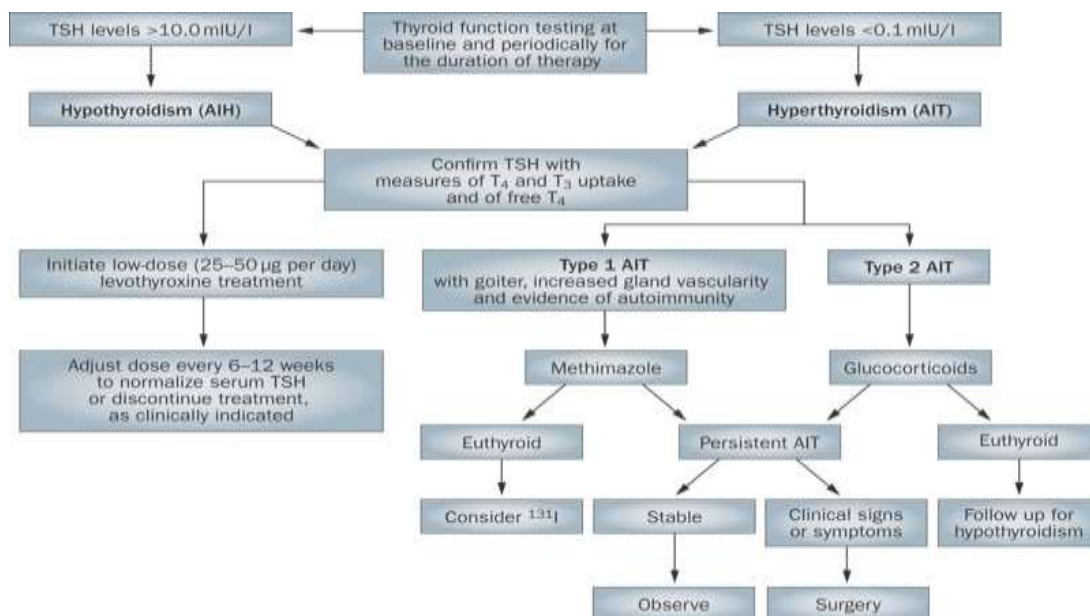 TSH levels >10.0 mIU/l
Thyroid function testing at
baseline and periodically for
the duration of therapy
TSH levels <0.1 mIU/l
Hypothyroidism (AIH)
Hyperthyroidism (AIT)
Confirm TSH with
measures of T₄ and T₃ uptake
and of free T₄
Initiate low-dose (25–50 µg per day)
levothyroxine treatment
Type 1 AIT
with goiter, increased gland vascularity
and evidence of autoimmunity
Type 2 AIT
Adjust dose every 6–12 weeks
to normalize serum TSH
or discontinue treatment,
as clinically indicated
Methimazole
Glucocorticoids
Euthyroid
Persistent AIT
Euthyroid
Consider ¹³¹I
Stable
Clinical signs
or symptoms
Follow up for
hypothyroidism
Observe
Surgery